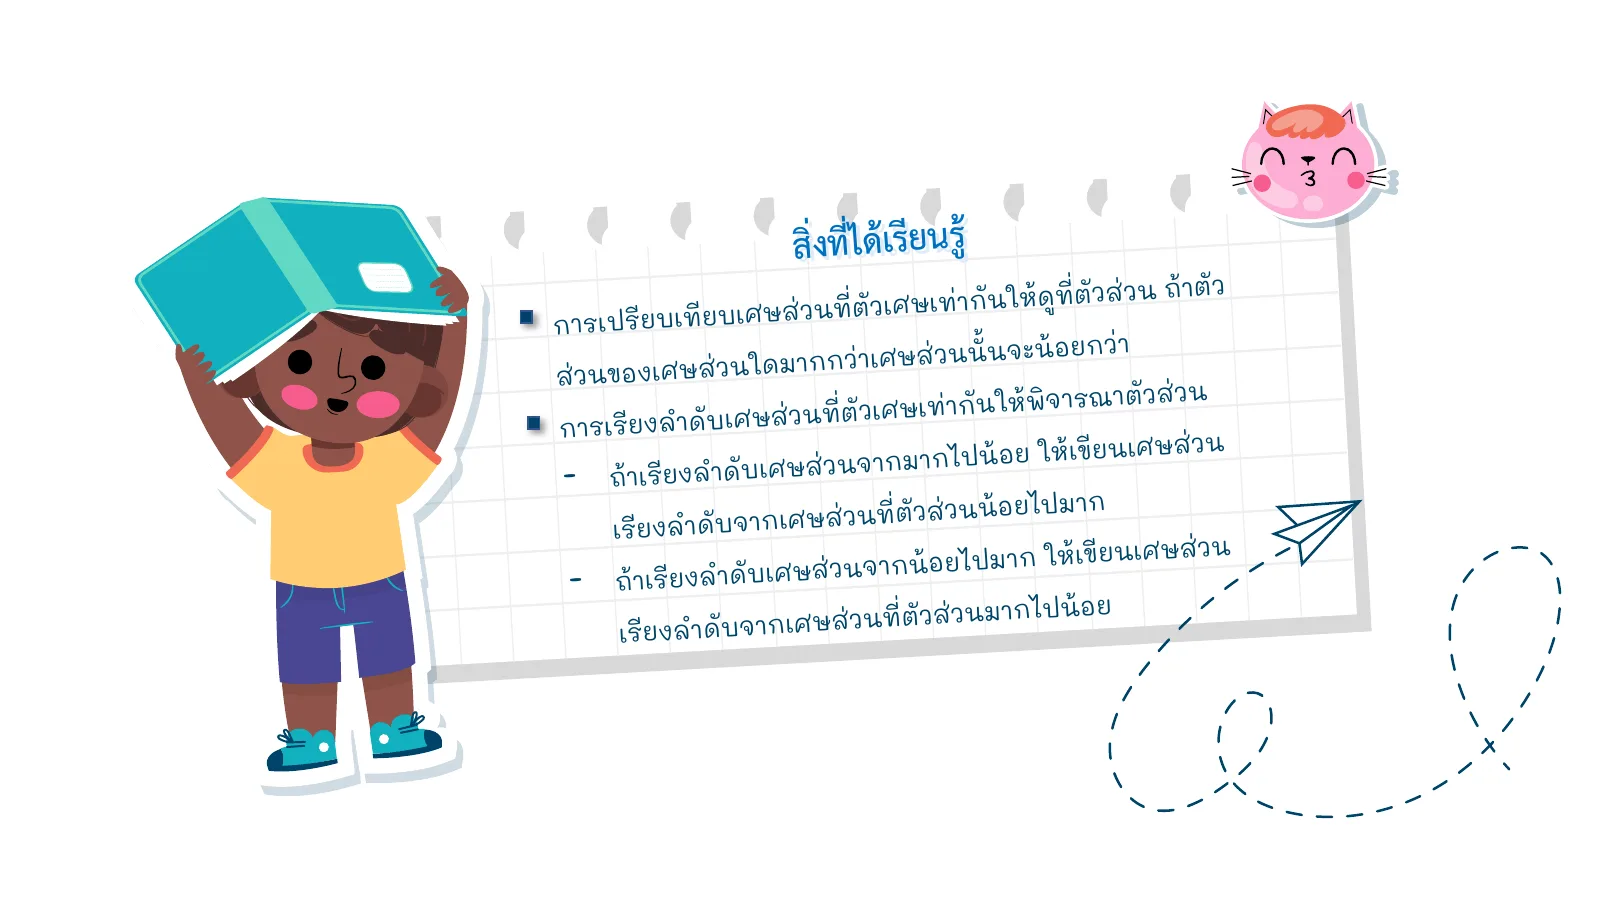 สิ่งที่ได้เรียนรู้
▪ การเปรียบเทียบเศษส่วนที่ตัวเศษเท่ากันให้ดูที่ตัวส่วน ถ้าตัว
ส่วนของเศษส่วนใดมากกว่าเศษส่วนนั้นจะน้อยกว่า
▪ การเรียงลำดับเศษส่วนที่ตัวเศษเท่ากันให้พิจารณาตัวส่วน
- ถ้าเรียงลำดับเศษส่วนจากมากไปน้อย ให้เขียนเศษส่วน
เรียงลำดับจากเศษส่วนที่ตัวส่วนน้อยไปมาก
- ถ้าเรียงลำดับเศษส่วนจากน้อยไปมาก ให้เขียนเศษส่วน
เรียงลำดับจากเศษส่วนที่ตัวส่วนมากไปน้อย